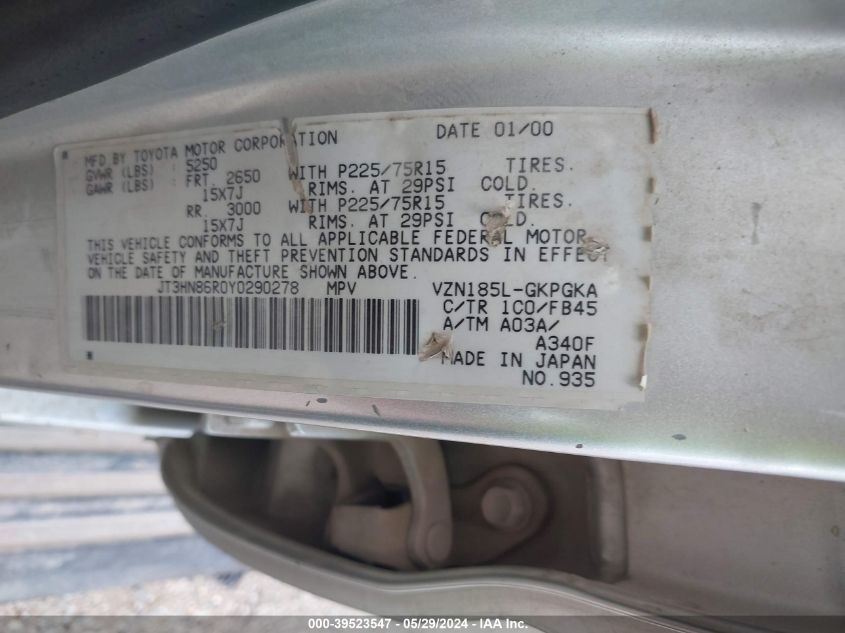 MFD BY TOYOTA MOTOR CORPORATION DATE 01/00
GVWR (LBS) : 5250
GAWR (LBS) : FRT. 2650 WITH P225/75R15 TIRES.
15X7J RIMS. AT 29PSI COLD.
RR. 3000 WITH P225/75R15 TIRES.
15X7J RIMS. AT 29PSI COLD.
THIS VEHICLE CONFORMS TO ALL APPLICABLE FEDERAL MOTOR
VEHICLE SAFETY AND THEFT PREVENTION STANDARDS IN EFFECT
ON THE DATE OF MANUFACTURE SHOWN ABOVE.
JT3HN86R0Y0290278 MPV VZN185L-GKPGKA
C/TR 1C0/FB45
A/TM A03A/
A340F
MADE IN JAPAN
NO.935
000-39523547 - 05/29/2024 - IAA Inc.